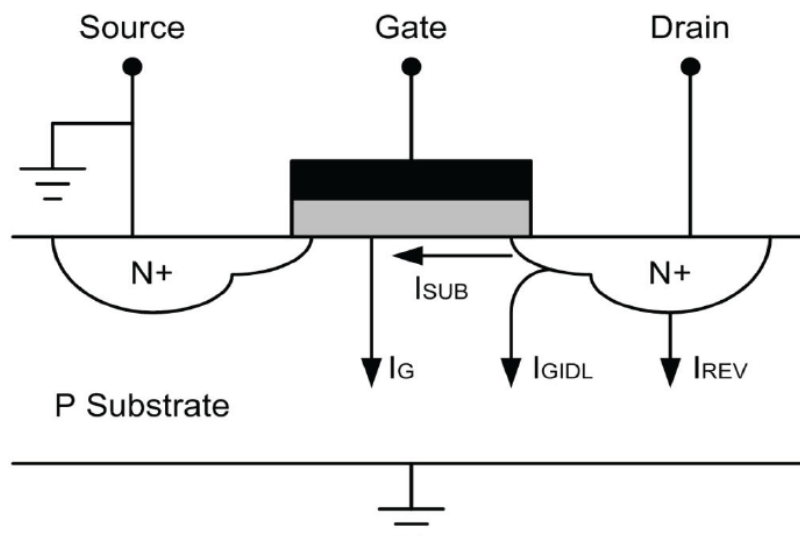 Source Gate Drain
N+ N+
ISUB
IG IGIDL IREV
P Substrate